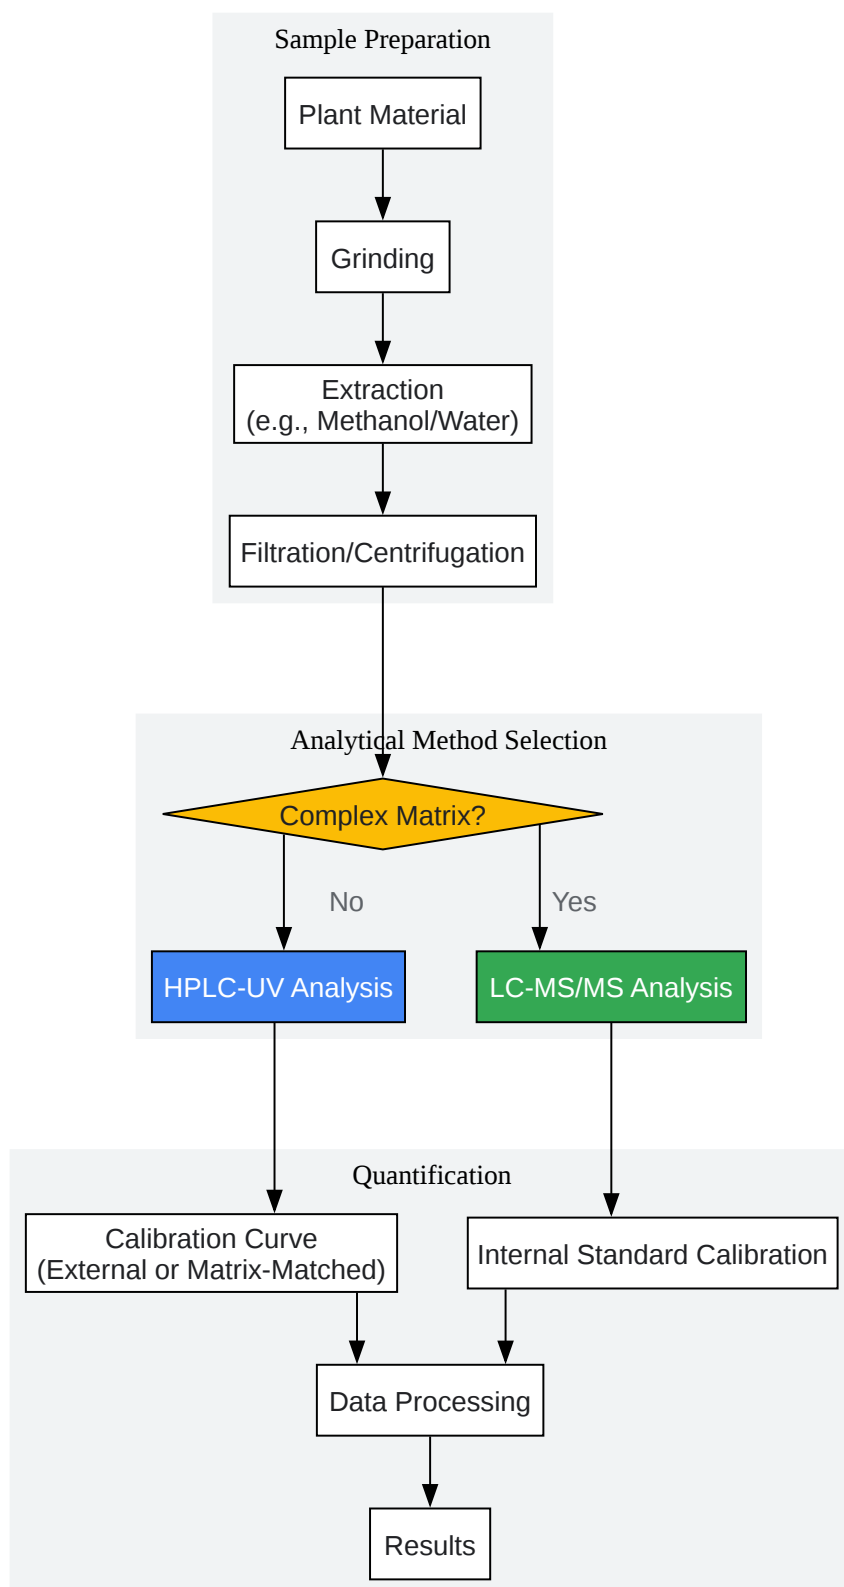 Sample Preparation
Plant Material
Grinding
Extraction
(e.g., Methanol/Water)
Filtration/Centrifugation
Analytical Method Selection
Complex Matrix?
No
Yes
HPLC-UV Analysis
LC-MS/MS Analysis
Quantification
Calibration Curve
(External or Matrix-Matched)
Internal Standard Calibration
Data Processing
Results